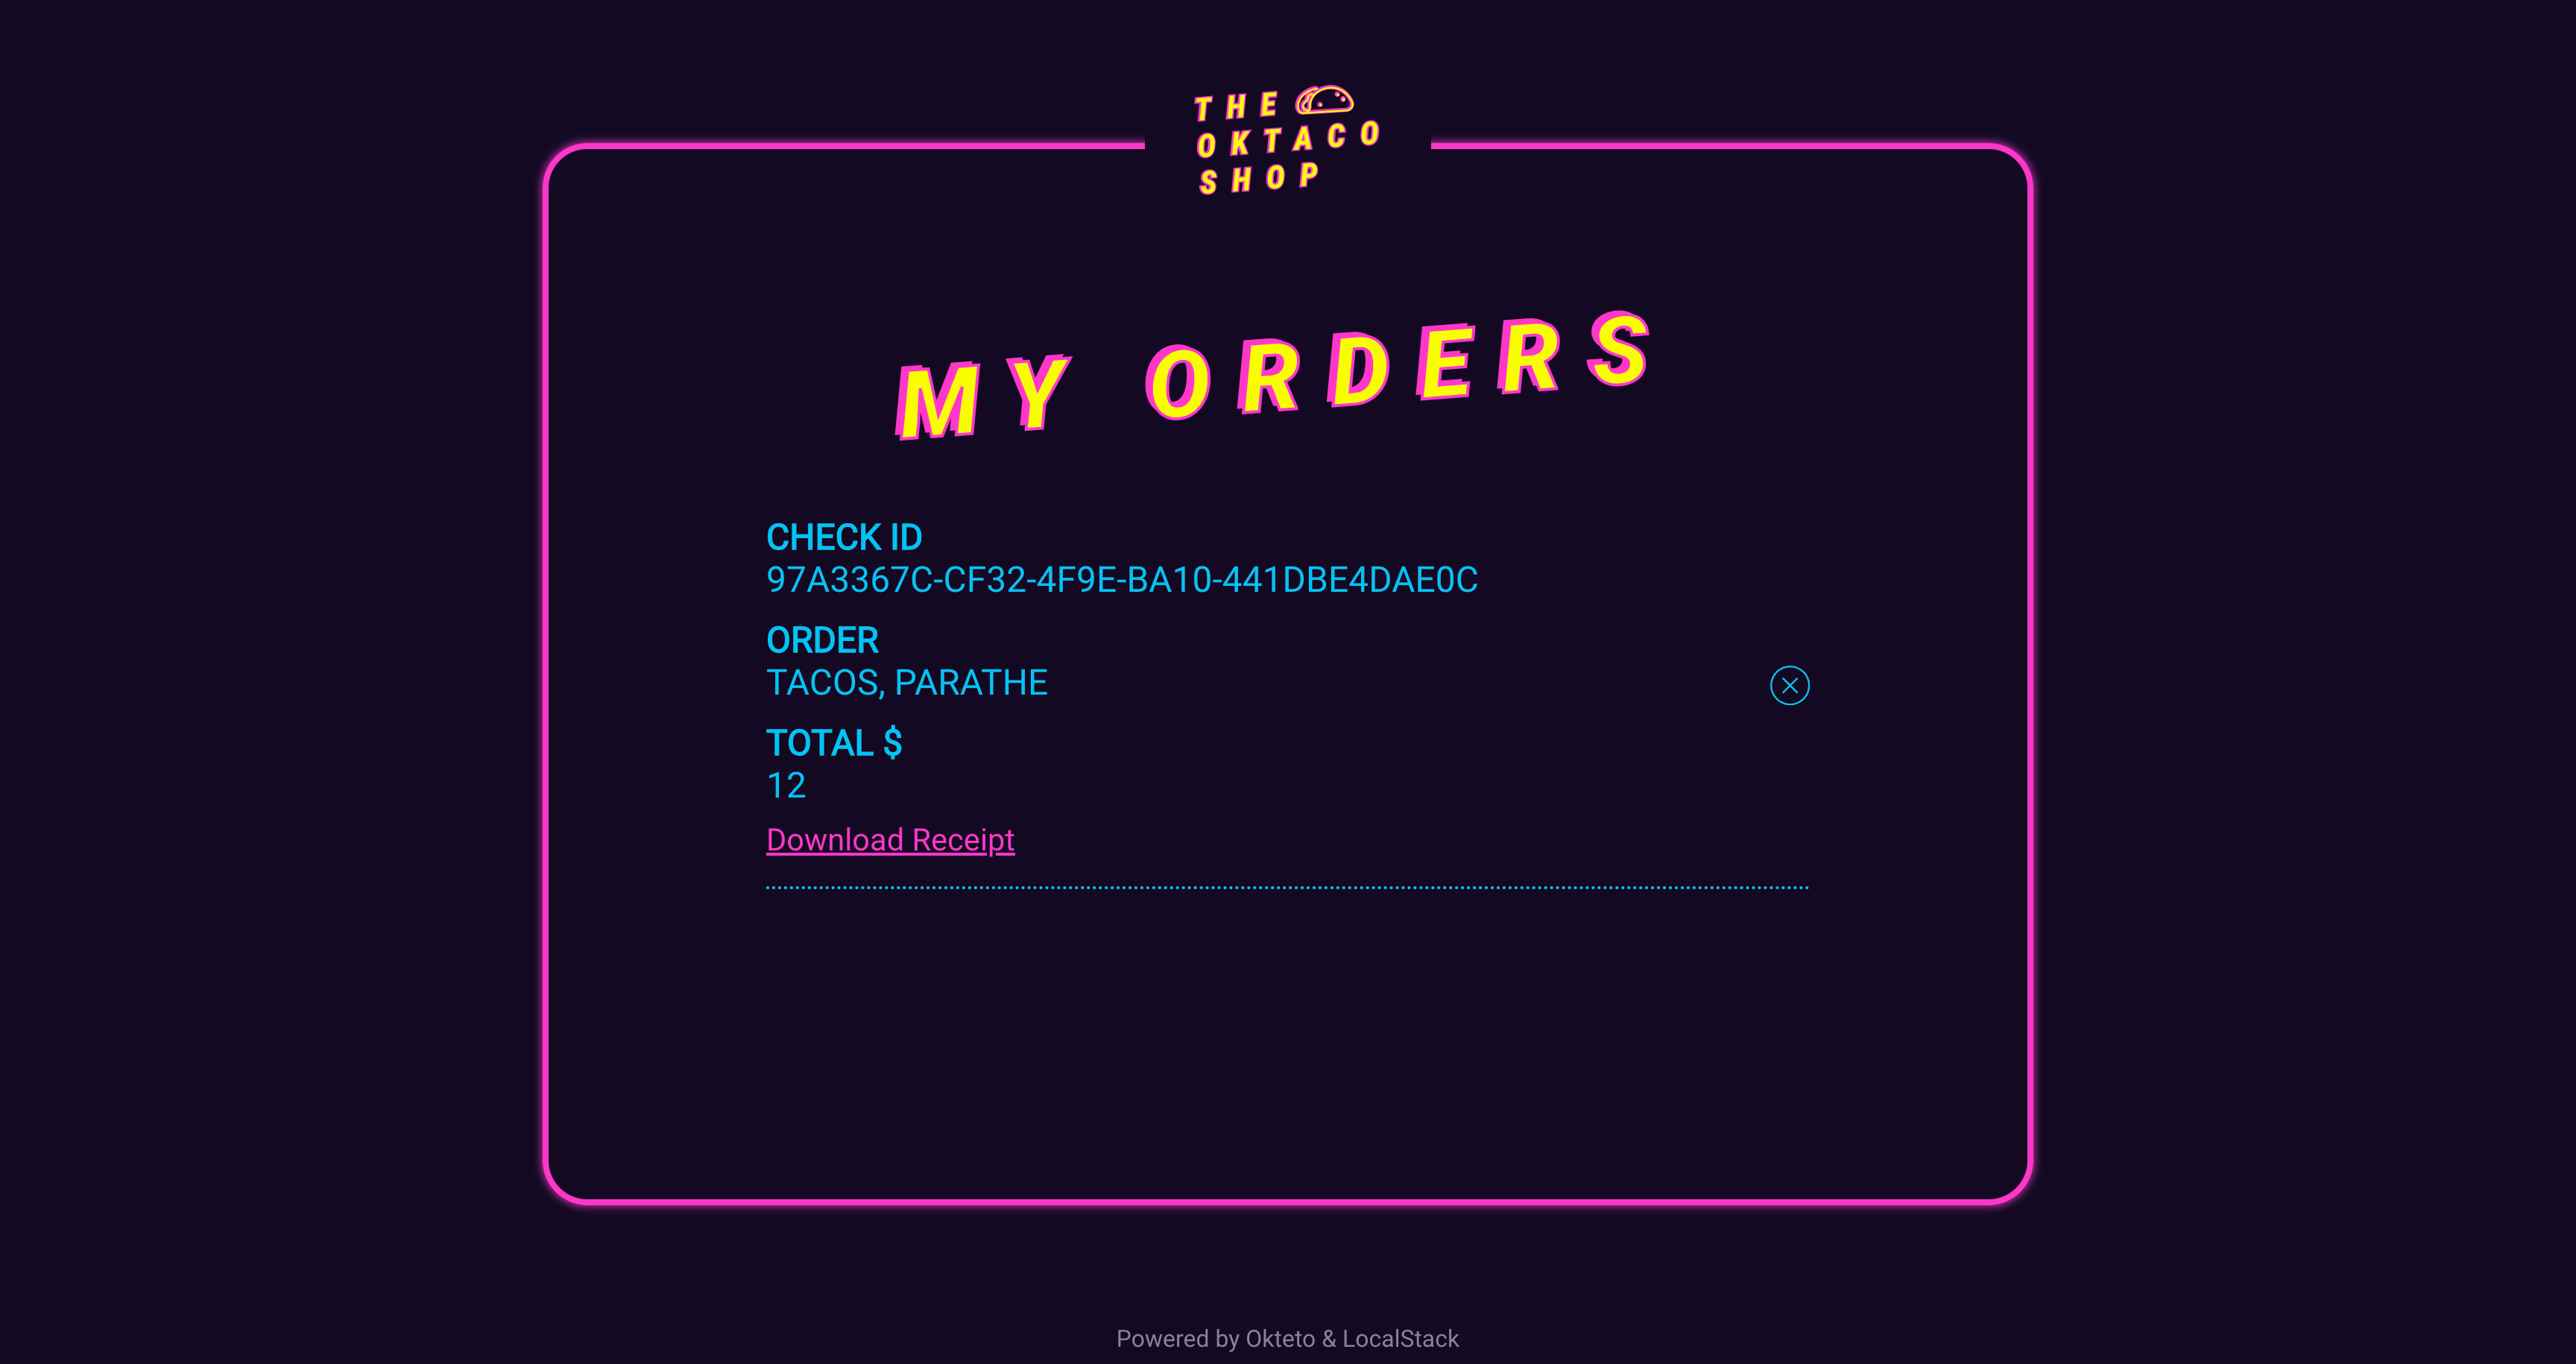 THE
OKTACO
SHOP
MY ORDERS
CHECK ID
97A3367C-CF32-4F9E-BA10-441DBE4DAE0C
ORDER
TACOS, PARATHE
TOTAL $
12
Download Receipt
Powered by Okteto & LocalStack